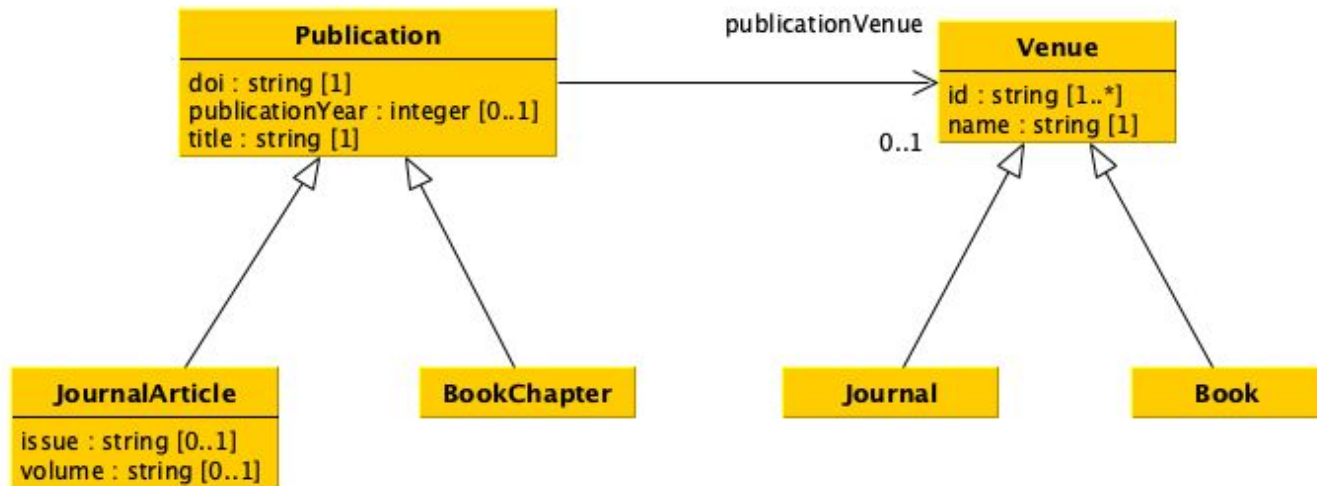 Publication
doi : string [1]
publicationYear : integer [0..1]
title : string [1]
publicationVenue
0..1
Venue
id : string [1..*]
name : string [1]
JournalArticle
issue : string [0..1]
volume : string [0..1]
BookChapter
Journal
Book